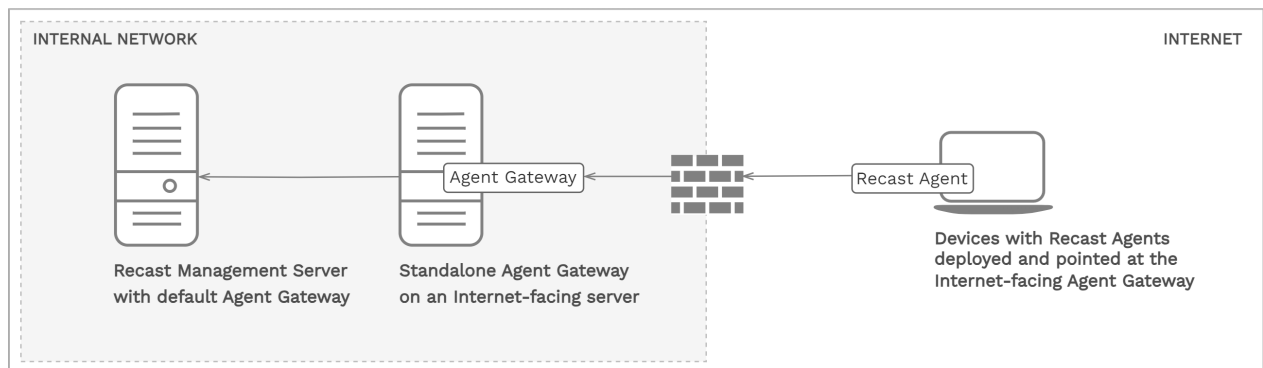 INTERNAL NETWORK
INTERNET
Agent Gateway
Recast Agent
Recast Management Server
with default Agent Gateway
Standalone Agent Gateway
on an Internet-facing server
Devices with Recast Agents
deployed and pointed at the
Internet-facing Agent Gateway